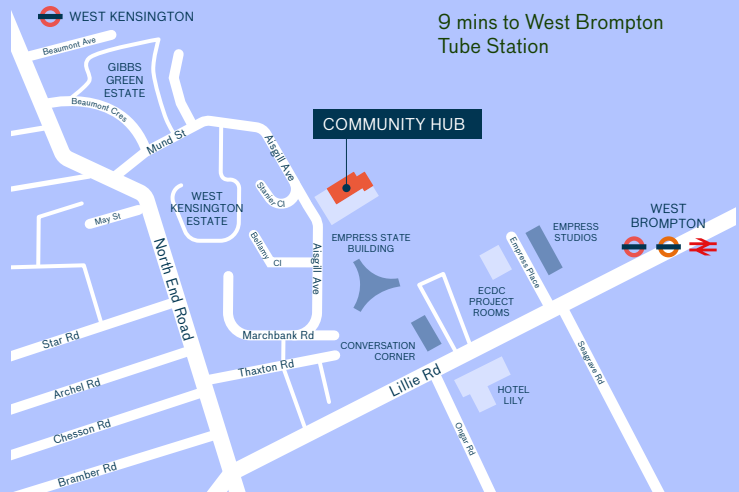 WEST KENSINGTON
9 mins to West Brompton
Tube Station
Beaumont Ave
GIBBS
GREEN
ESTATE
Beaumont Cres
Mund St
COMMUNITY HUB
Aisgill Ave
Stanier Cl
WEST
KENSINGTON
ESTATE
May St
WEST
BROMPTON
EMPRESS
STUDIOS
EMPRESS STATE
BUILDING
Bellamy
Cl
Aisgill Ave
Empress Place
North End Road
ECDC
PROJECT
ROOMS
Marchbank Rd
Star Rd
CONVERSATION
CORNER
Thaxton Rd
Lillie Rd
Seagrave Rd
Archel Rd
HOTEL
LILY
Chesson Rd
Ongar Rd
Bramber Rd